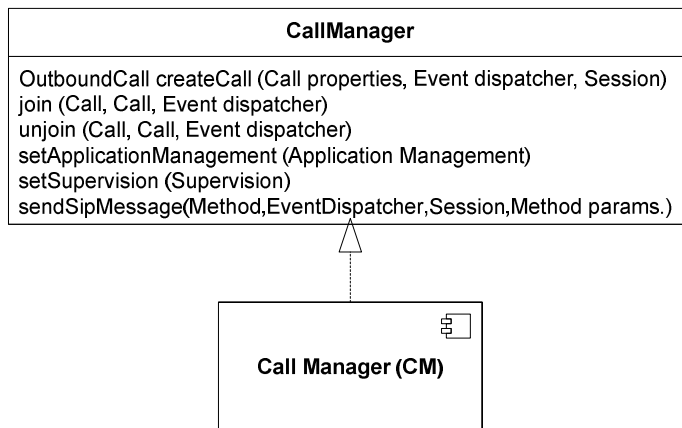 CallManager
OutboundCall createCall (Call properties, Event dispatcher, Session)
join (Call, Call, Event dispatcher)
unjoin (Call, Call, Event dispatcher)
setApplicationManagement (Application Management)
setSupervision (Supervision)
sendSipMessage(Method,EventDispatcher,Session,Method params.)
Call Manager (CM)